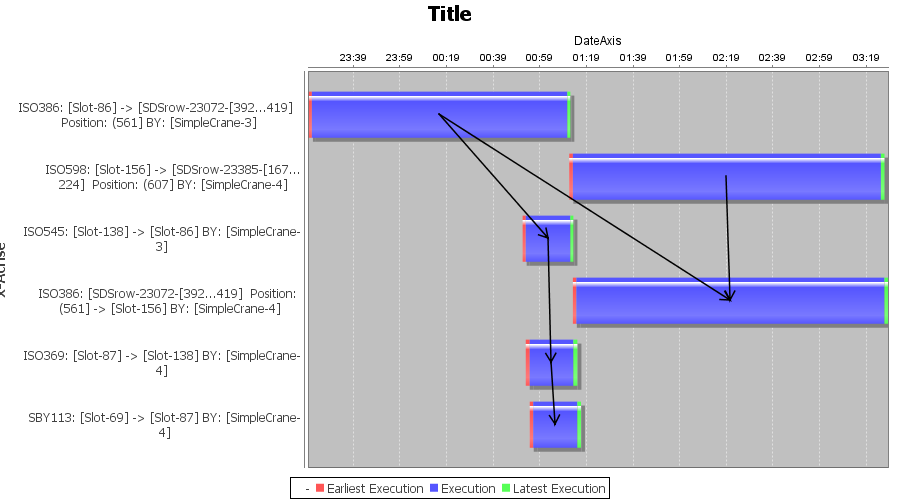 Title
DateAxis
23:39 23:59 00:19 00:39 00:59 01:19 01:39 01:59 02:19 02:39 02:59 03:19
ISO386: [Slot-86] -> [SDSrow-23072-[392...419]
Position: (561] BY: [SimpleCrane-3]
ISO598: [Slot-156] -> [SDSrow-23385-[167...
224] Position: (607] BY: [SimpleCrane-4]
ISO545: [Slot-138] -> [Slot-86] BY: [SimpleCrane-
3]
ISO386: [SDSrow-23072-[392...419] Position:
(561] -> [Slot-156] BY: [SimpleCrane-4]
ISO369: [Slot-87] -> [Slot-138] BY: [SimpleCrane-
4]
SBY113: [Slot-69] -> [Slot-87] BY: [SimpleCrane-
4]
- Earliest Execution Execution Latest Execution